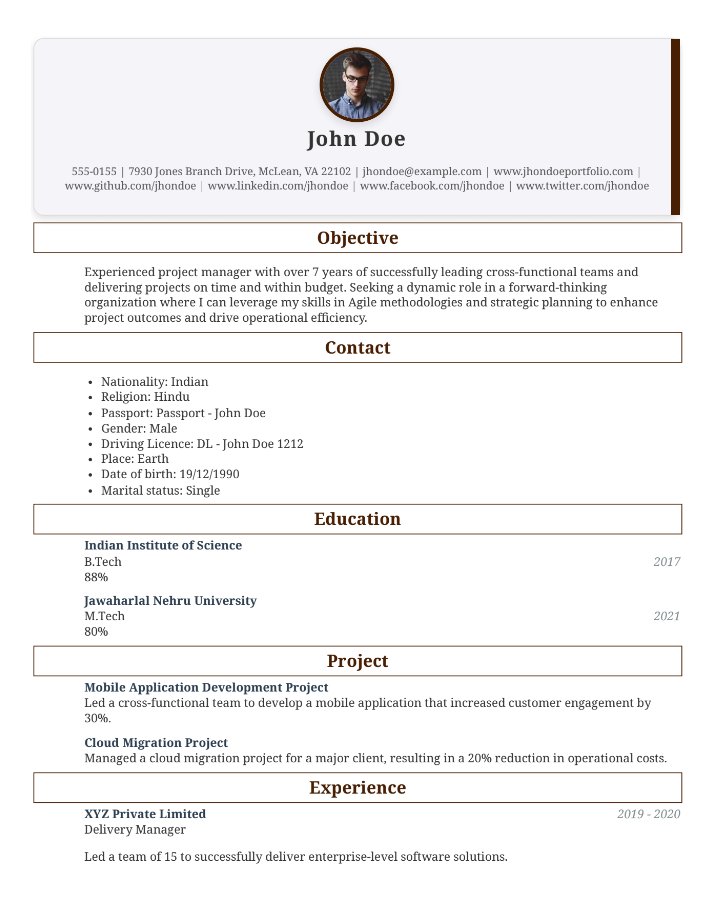 John Doe
555-0155 | 7930 Jones Branch Drive, McLean, VA 22102 | jhondoe@example.com | www.jhondoeportfolio.com |
www.github.com/jhondoe | www.linkedin.com/jhondoe | www.facebook.com/jhondoe | www.twitter.com/jhondoe
Objective
Experienced project manager with over 7 years of successfully leading cross-functional teams and
delivering projects on time and within budget. Seeking a dynamic role in a forward-thinking
organization where I can leverage my skills in Agile methodologies and strategic planning to enhance
project outcomes and drive operational efficiency.
Contact
• Nationality: Indian
• Religion: Hindu
• Passport: Passport - John Doe
• Gender: Male
• Driving Licence: DL - John Doe 1212
• Place: Earth
• Date of birth: 19/12/1990
• Marital status: Single
Education
Indian Institute of Science
B.Tech 2017
88%
Jawaharlal Nehru University
M.Tech 2021
80%
Project
Mobile Application Development Project
Led a cross-functional team to develop a mobile application that increased customer engagement by
30%.
Cloud Migration Project
Managed a cloud migration project for a major client, resulting in a 20% reduction in operational costs.
Experience
XYZ Private Limited 2019 - 2020
Delivery Manager
Led a team of 15 to successfully deliver enterprise-level software solutions.